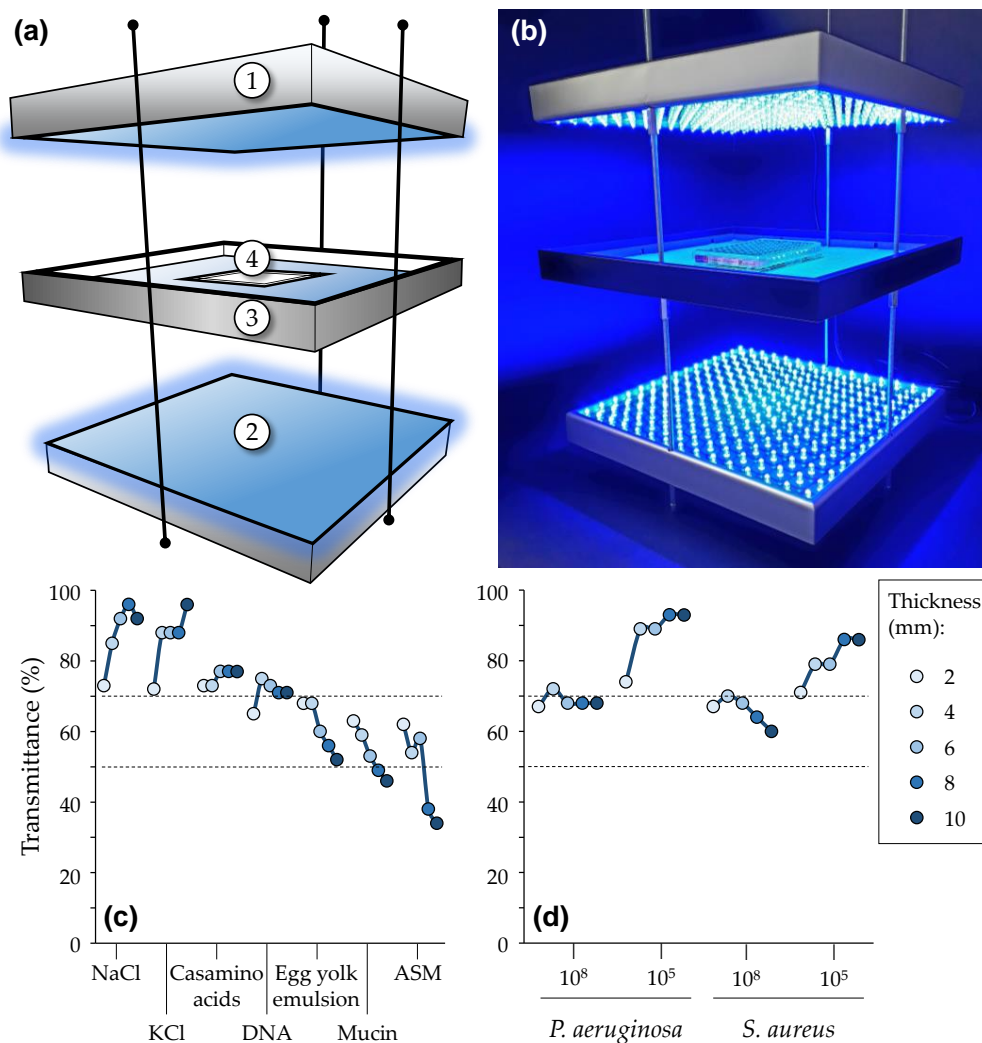 (a)
1
4
3
2
(b)
100
80
60
40
20
0
Transmittance (%)
(c)
NaCl
KCl
Casamino
acids
DNA
Egg yolk
emulsion
Mucin
ASM
100
80
60
40
20
0
(d)
10⁸
10⁵
10⁸
10⁵
P. aeruginosa
S. aureus
Thickness
(mm):
2
4
6
8
10